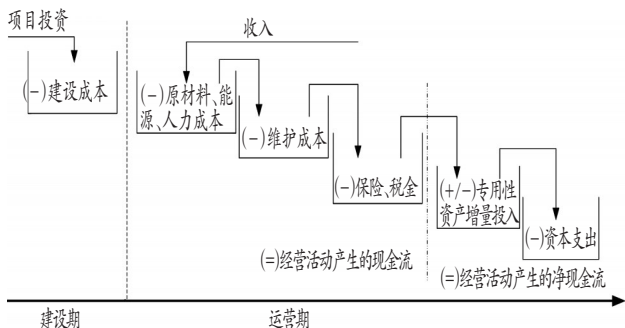 项目投资
(-)建设成本
收入
(-)原材料、能
源、人力成本
(-)维护成本
(-)保险、税金
(+/-)专用性
资产增量投入
(-)资本支出
(=)经营活动产生的现金流
(=)经营活动产生的净现金流
建设期
运营期